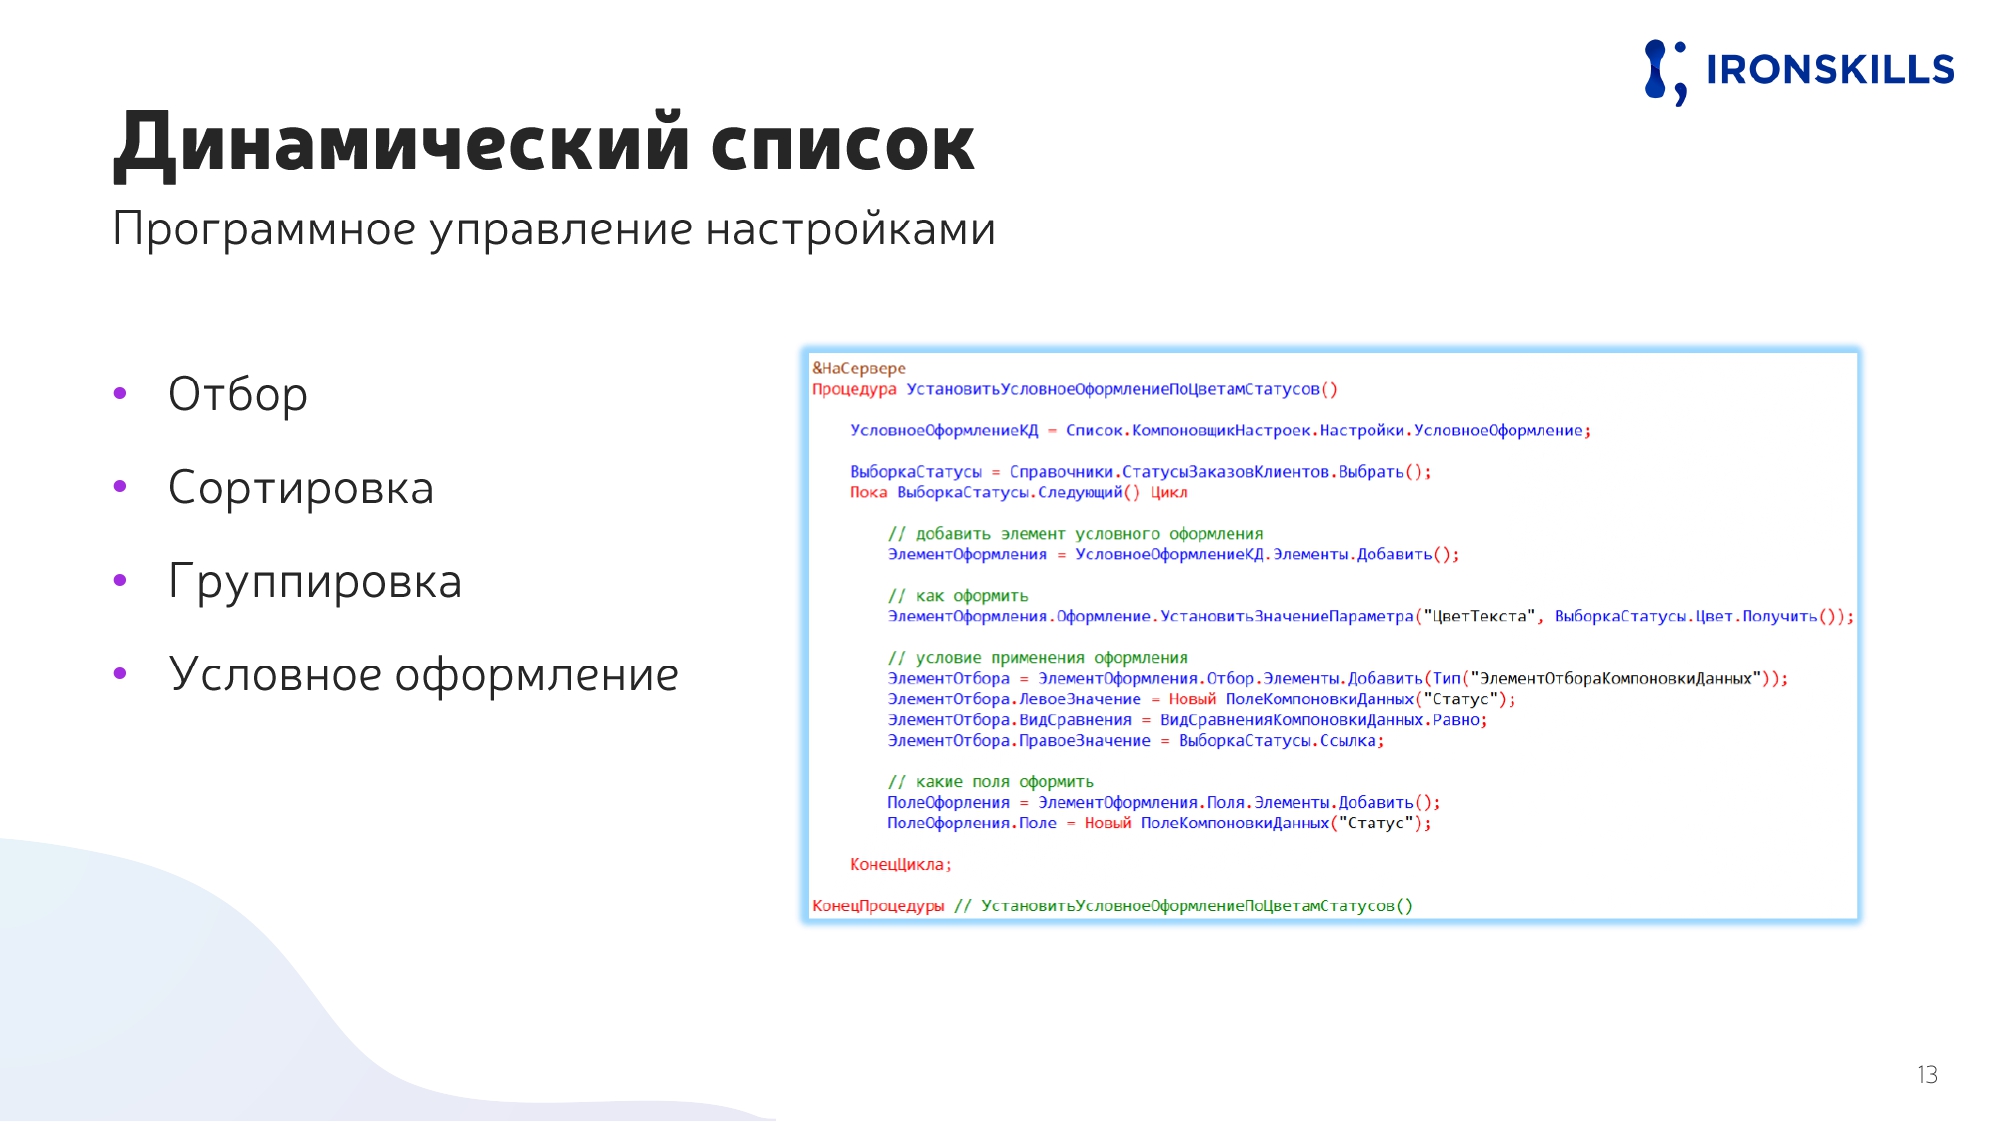 IRONSKILLS
Динамический список
Программное управление настройками
• Отбор
• Сортировка
• Группировка
• Условное оформление
&НаСервере
Процедура УстановитьУсловноеОформлениеПоЦветамСтатусов()
УсловноеОформлениеКД = Список.КомпоновщикНастроек.Настройки.УсловноеОформление;
ВыборкаСтатусы = Справочники.СтатусыЗаказовКлиентов.Выбрать();
Пока ВыборкаСтатусы.Следующий() Цикл
// добавить элемент условного оформления
ЭлементОформления = УсловноеОформлениеКД.Элементы.Добавить();
// как оформить
ЭлементОформления.Оформление.УстановитьЗначениеПараметра("ЦветТекста", ВыборкаСтатусы.Цвет.Получить());
// условие применения оформления
ЭлементОтбора = ЭлементОформления.Отбор.Элементы.Добавить(Тип("ЭлементОтбораКомпоновкиДанных"));
ЭлементОтбора.ЛевоеЗначение = Новый ПолеКомпоновкиДанных("Статус");
ЭлементОтбора.ВидСравнения = ВидСравненияКомпоновкиДанных.Равно;
ЭлементОтбора.ПравоеЗначение = ВыборкаСтатусы.Ссылка;
// какие поля оформить
ПолеОфорления = ЭлементОформления.Поля.Элементы.Добавить();
ПолеОфорления.Поле = Новый ПолеКомпоновкиДанных("Статус");
КонецЦикла;
КонецПроцедуры // УстановитьУсловноеОформлениеПоЦветамСтатусов()
13